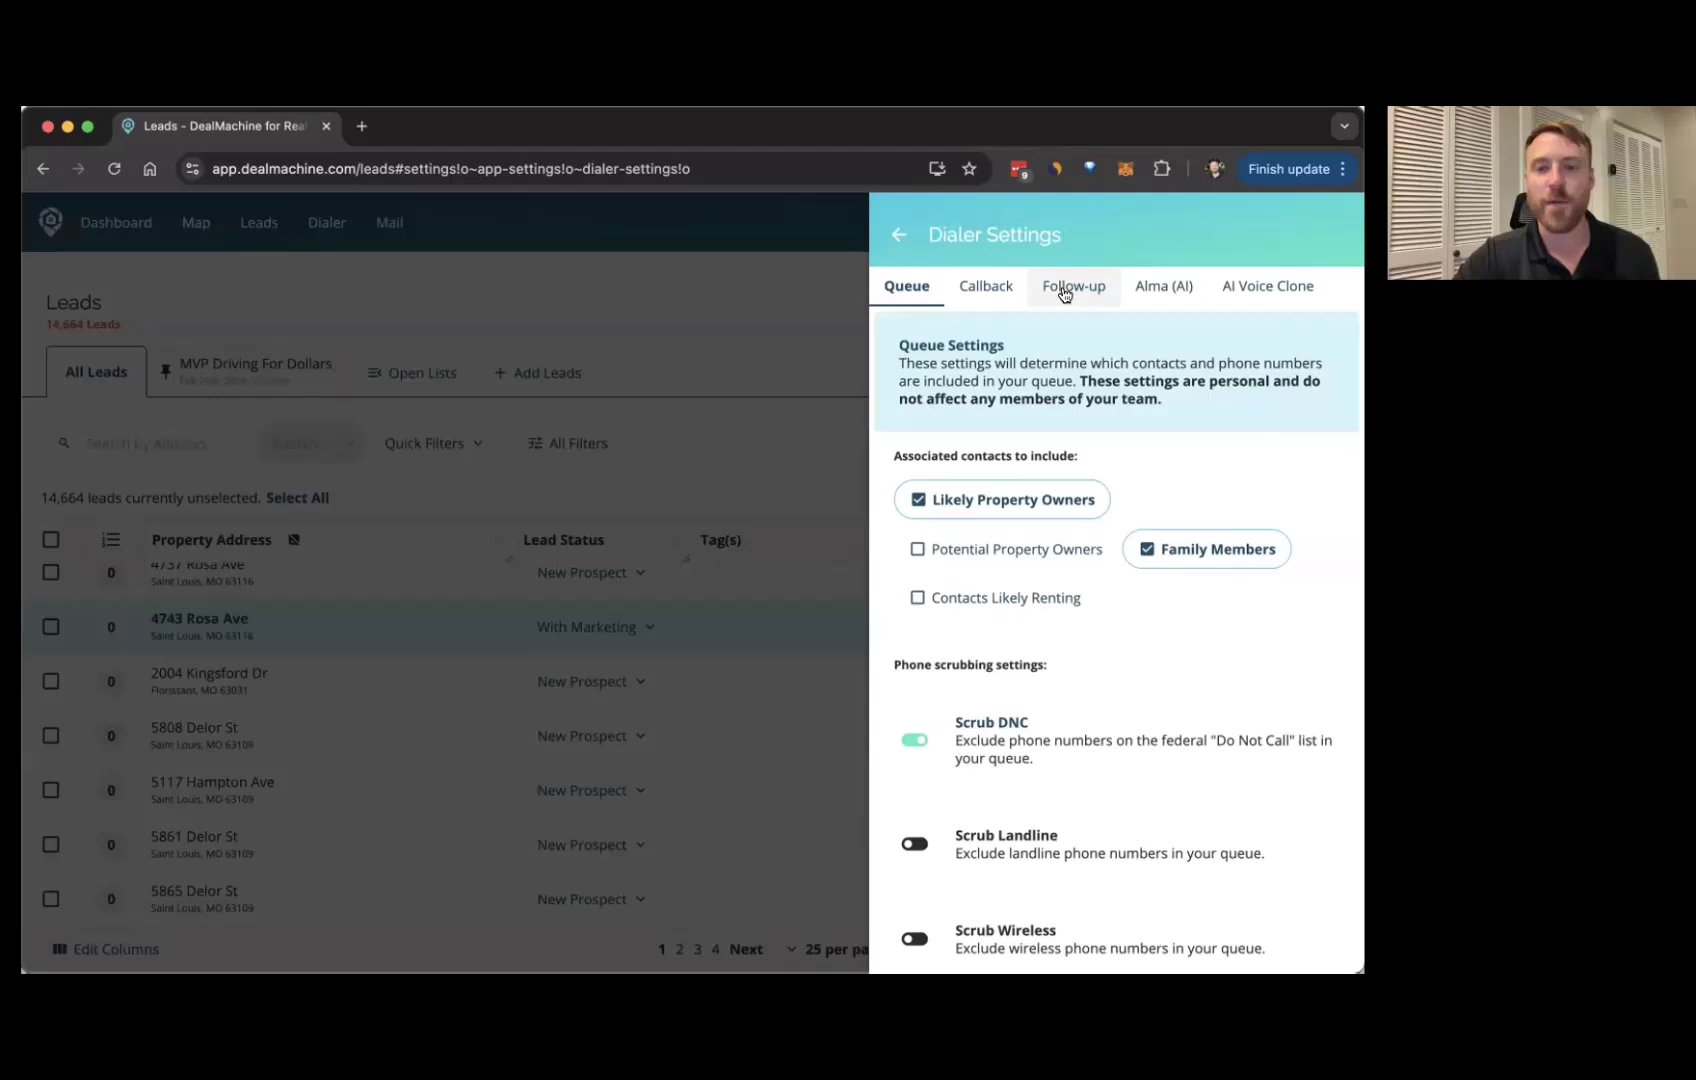 Leads - DealMachine for Rea
app.dealmachine.com/leads#settings!o~app-settings!o~dialer-settings!o
9
Finish update
Dashboard
Map
Leads
Dialer
Mail
Leads
14,664 Leads
All Leads
MVP Driving For Dollars
Open Lists
+ Add Leads
Search by Address
Quick Filters
All Filters
14,664 leads currently unselected. Select All
Property Address
Lead Status
Tag(s)
0
4737 Rosa Ave
Saint Louis, MO 63116
New Prospect
0
4743 Rosa Ave
Saint Louis, MO 63116
With Marketing
0
2004 Kingsford Dr
Florissant, MO 63031
New Prospect
0
5808 Delor St
Saint Louis, MO 63109
New Prospect
0
5117 Hampton Ave
Saint Louis, MO 63109
New Prospect
0
5861 Delor St
Saint Louis, MO 63109
New Prospect
0
5865 Delor St
Saint Louis, MO 63109
New Prospect
Edit Columns
1 2 3 4 Next
25 per pa
Dialer Settings
Queue
Callback
Follow-up
Alma (AI)
AI Voice Clone
Queue Settings
These settings will determine which contacts and phone numbers
are included in your queue. These settings are personal and do
not affect any members of your team.
Associated contacts to include:
Likely Property Owners
Potential Property Owners
Family Members
Contacts Likely Renting
Phone scrubbing settings:
Scrub DNC
Exclude phone numbers on the federal "Do Not Call" list in
your queue.
Scrub Landline
Exclude landline phone numbers in your queue.
Scrub Wireless
Exclude wireless phone numbers in your queue.